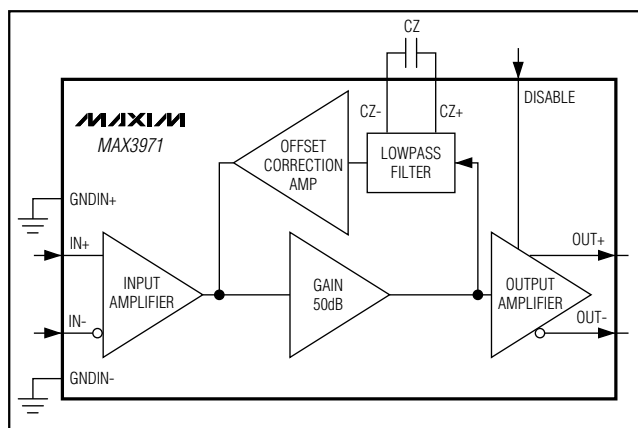 CZ
DISABLE
CZ-
CZ+
MAXIM
MAX3971
OFFSET
CORRECTION
AMP
LOWPASS
FILTER
GNDIN+
IN+
INPUT
AMPLIFIER
GAIN
50dB
OUT+
OUTPUT
AMPLIFIER
IN-
OUT-
GNDIN-